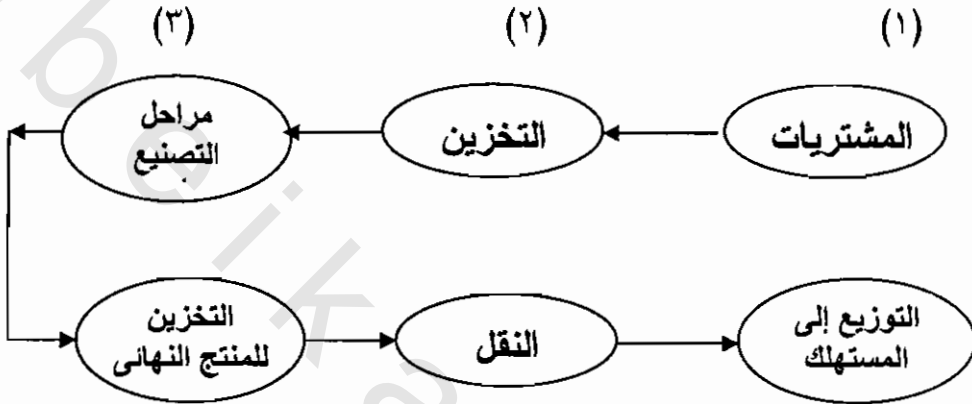 (١)
(٢)
(٣)
المشتريات
التخزين
مراحل
التصنيع
التخزين
للمنتج النهائى
النقل
التوزيع إلى
المستهلك